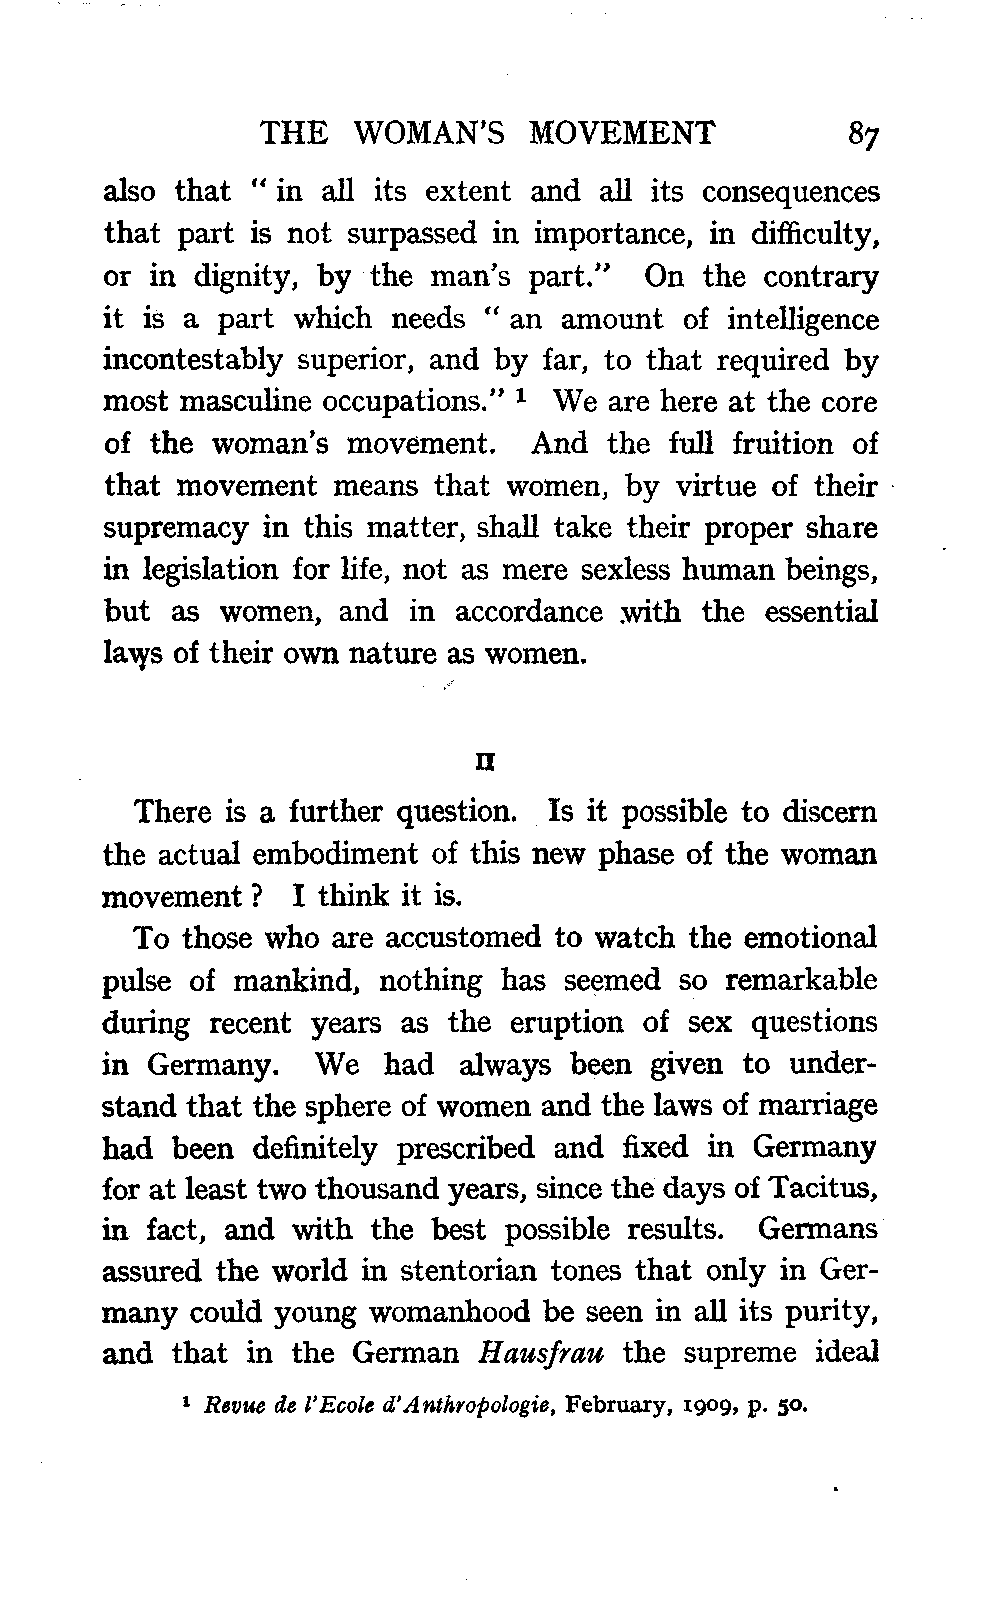 THE WOMAN'S MOVEMENT 87
also that " in all its extent and all its consequences
that part is not surpassed in importance, in difficulty,
or in dignity, by the man's part." On the contrary
it is a part which needs " an amount of intelligence
incontestably superior, and by far, to that required by
most masculine occupations." ¹ We are here at the core
of the woman's movement. And the full fruition of
that movement means that women, by virtue of their
supremacy in this matter, shall take their proper share
in legislation for life, not as mere sexless human beings,
but as women, and in accordance with the essential
laws of their own nature as women.
II
There is a further question. Is it possible to discern
the actual embodiment of this new phase of the woman
movement ? I think it is.
To those who are accustomed to watch the emotional
pulse of mankind, nothing has seemed so remarkable
during recent years as the eruption of sex questions
in Germany. We had always been given to under-
stand that the sphere of women and the laws of marriage
had been definitely prescribed and fixed in Germany
for at least two thousand years, since the days of Tacitus,
in fact, and with the best possible results. Germans
assured the world in stentorian tones that only in Ger-
many could young womanhood be seen in all its purity,
and that in the German Hausfrau the supreme ideal
¹ Revue de l'Ecole d'Anthropologie, February, 1909, p. 50.